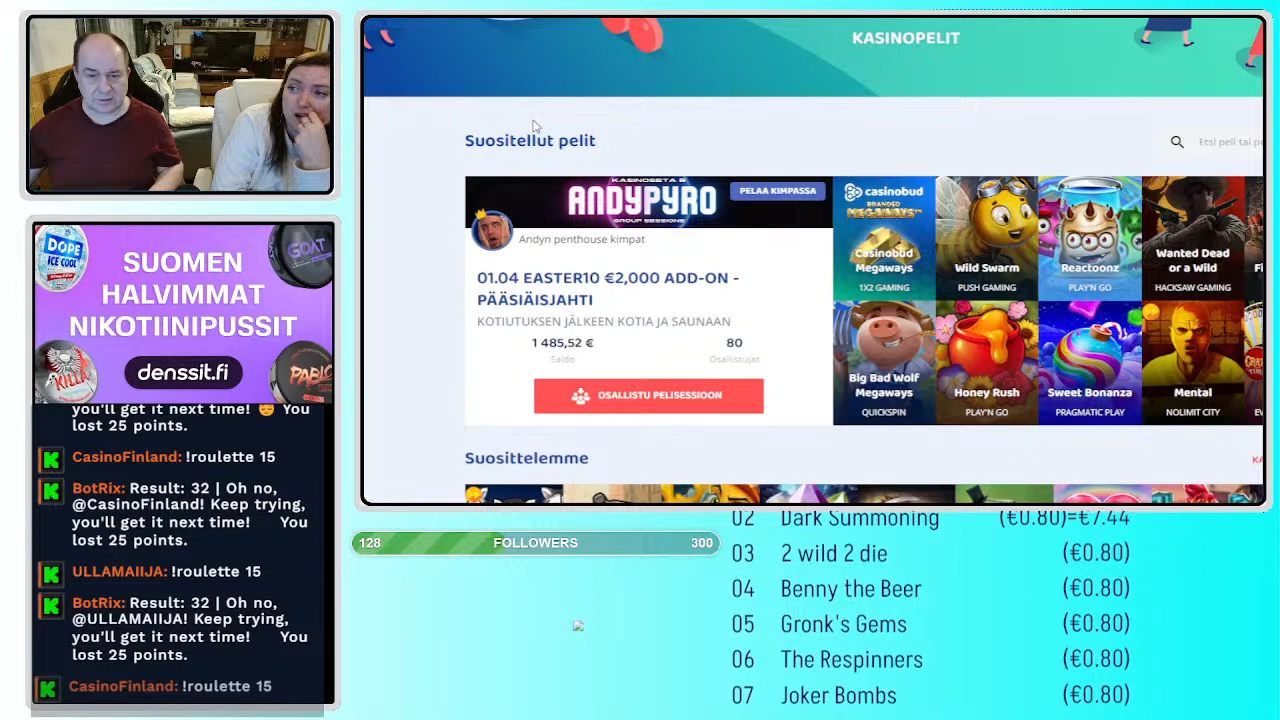 DOPE
ICE COOL
GOAT
SUOMEN
HALVIMMAT
NIKOTIINIPUSSIT
denssit.fi
KILLA
PABLO
you'll get it next time! 😔 You
lost 25 points.
CasinoFinland: !roulette 15
BotRix: Result: 32 | Oh no,
@CasinoFinland! Keep trying,
you'll get it next time! You
lost 25 points.
ULLAMAIIJA: !roulette 15
BotRix: Result: 32 | Oh no,
@ULLAMAIIJA! Keep trying,
you'll get it next time! You
lost 25 points.
CasinoFinland: !roulette 15
KASINOPELIT
Suositellut pelit
Etsi peli tai pe
KASINOSETA &
ANDYPYRO
GROUP SESSIONS
PELAA KIMPASSA
Andyn penthouse kimpat
01.04 EASTER10 €2,000 ADD-ON -
PÄÄSIÄISJAHTI
KOTIUTUKSEN JÄLKEEN KOTIA JA SAUNAAN
1 485,52 € 80
Saldo Osallistujat
OSALLISTU PELISESSIOON
casinobud
BRANDED
MEGAWAYS
Casinobud
Megaways
1X2 GAMING
Wild Swarm
PUSH GAMING
Reactoonz
PLAY'N GO
Wanted Dead
or a Wild
HACKSAW GAMING
Big Bad Wolf
Megaways
QUICKSPIN
Honey Rush
PLAY'N GO
Sweet Bonanza
PRAGMATIC PLAY
Mental
NOLIMIT CITY
Suosittelemme
KA
128 FOLLOWERS 300
02 Dark Summoning (€0.80)=€7.44
03 2 wild 2 die (€0.80)
04 Benny the Beer (€0.80)
05 Gronk's Gems (€0.80)
06 The Respinners (€0.80)
07 Joker Bombs (€0.80)